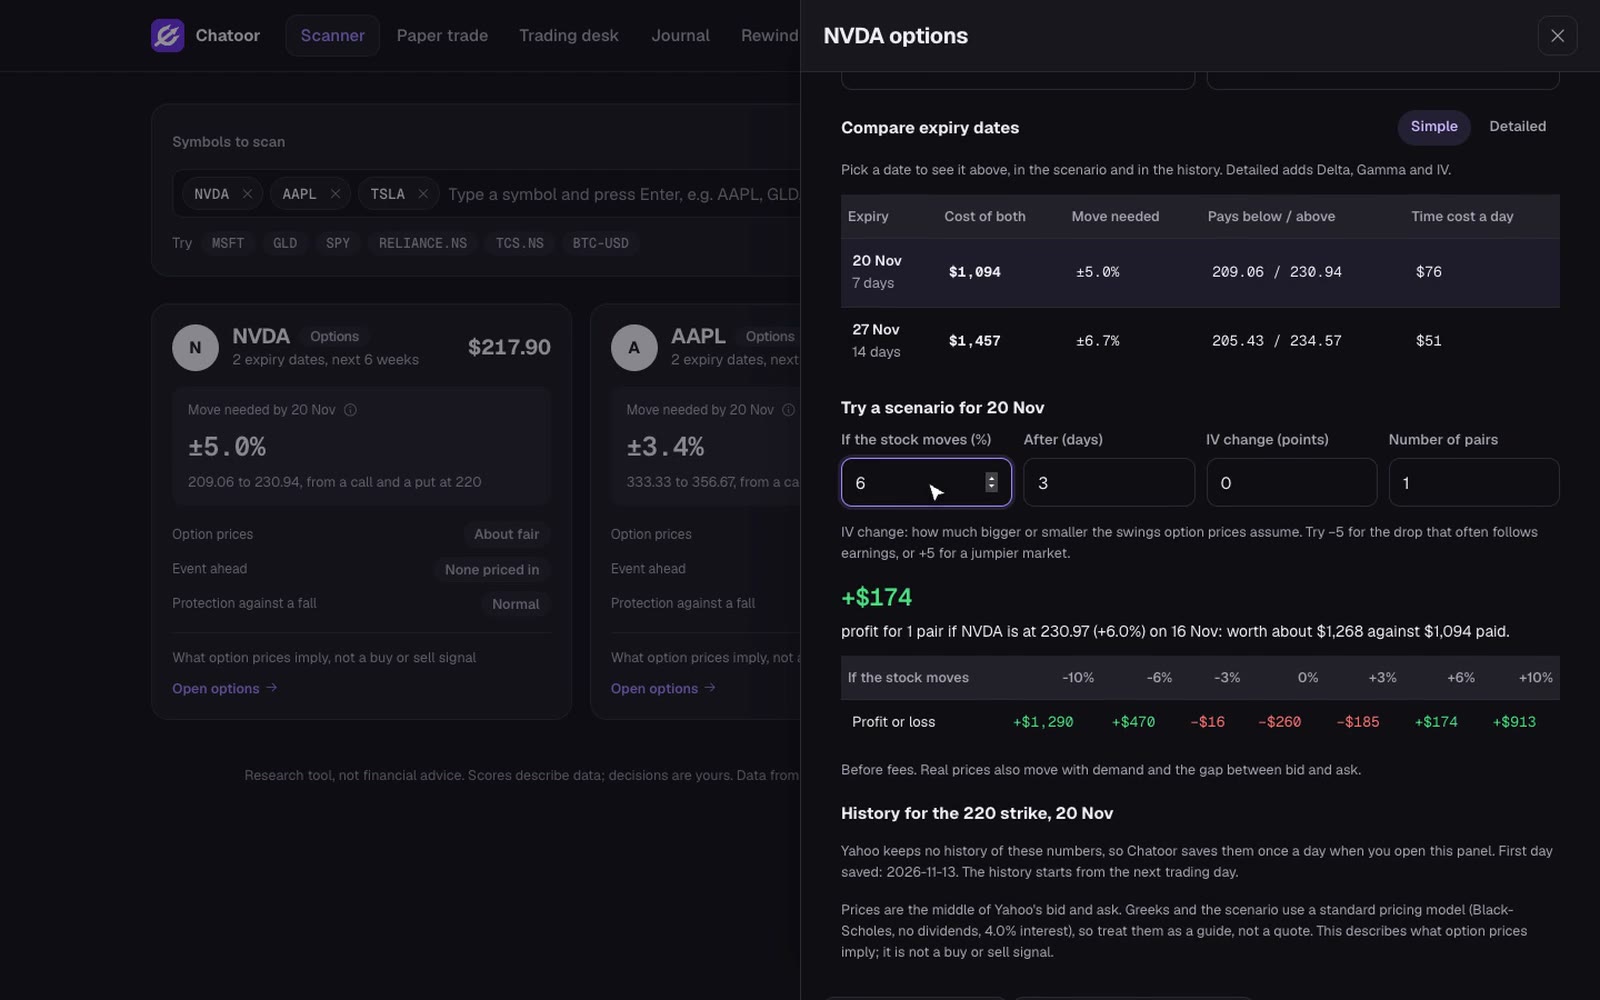 Chatoor
Scanner
Paper trade
Trading desk
Journal
Rewind
NVDA options
Symbols to scan
NVDA
AAPL
TSLA
Type a symbol and press Enter, e.g. AAPL, GLD,
Try
MSFT
GLD
SPY
RELIANCE.NS
TCS.NS
BTC-USD
N
NVDA
Options
2 expiry dates, next 6 weeks
$217.90
Move needed by 20 Nov
±5.0%
209.06 to 230.94, from a call and a put at 220
Option prices
About fair
Event ahead
None priced in
Protection against a fall
Normal
What option prices imply, not a buy or sell signal
Open options →
A
AAPL
Options
2 expiry dates, next
Move needed by 20 Nov
±3.4%
333.33 to 356.67, from a ca
Option prices
Event ahead
Protection against a fall
What option prices imply, not a
Open options →
Research tool, not financial advice. Scores describe data; decisions are yours. Data from
Compare expiry dates
Simple
Detailed
Pick a date to see it above, in the scenario and in the history. Detailed adds Delta, Gamma and IV.
Expiry Cost of both Move needed Pays below / above Time cost a day
20 Nov
7 days
$1,094 ±5.0% 209.06 / 230.94 $76
27 Nov
14 days
$1,457 ±6.7% 205.43 / 234.57 $51
Try a scenario for 20 Nov
If the stock moves (%) After (days) IV change (points) Number of pairs
6 3 0 1
IV change: how much bigger or smaller the swings option prices assume. Try −5 for the drop that often follows
earnings, or +5 for a jumpier market.
+$174
profit for 1 pair if NVDA is at 230.97 (+6.0%) on 16 Nov: worth about $1,268 against $1,094 paid.
If the stock moves -10% -6% -3% 0% +3% +6% +10%
Profit or loss +$1,290 +$470 −$16 −$260 −$185 +$174 +$913
Before fees. Real prices also move with demand and the gap between bid and ask.
History for the 220 strike, 20 Nov
Yahoo keeps no history of these numbers, so Chatoor saves them once a day when you open this panel. First day
saved: 2026-11-13. The history starts from the next trading day.
Prices are the middle of Yahoo's bid and ask. Greeks and the scenario use a standard pricing model (Black-
Scholes, no dividends, 4.0% interest), so treat them as a guide, not a quote. This describes what option prices
imply; it is not a buy or sell signal.